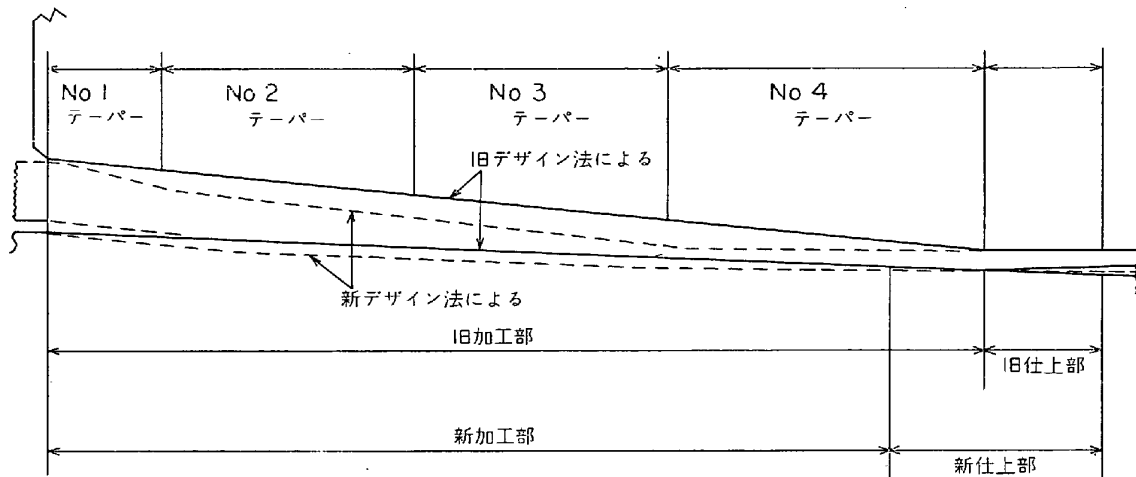 No 1
テーパー
No 2
テーパー
No 3
テーパー
No 4
テーパー
旧デザイン法による
新デザイン法による
旧加工部
旧仕上部
新加工部
新仕上部